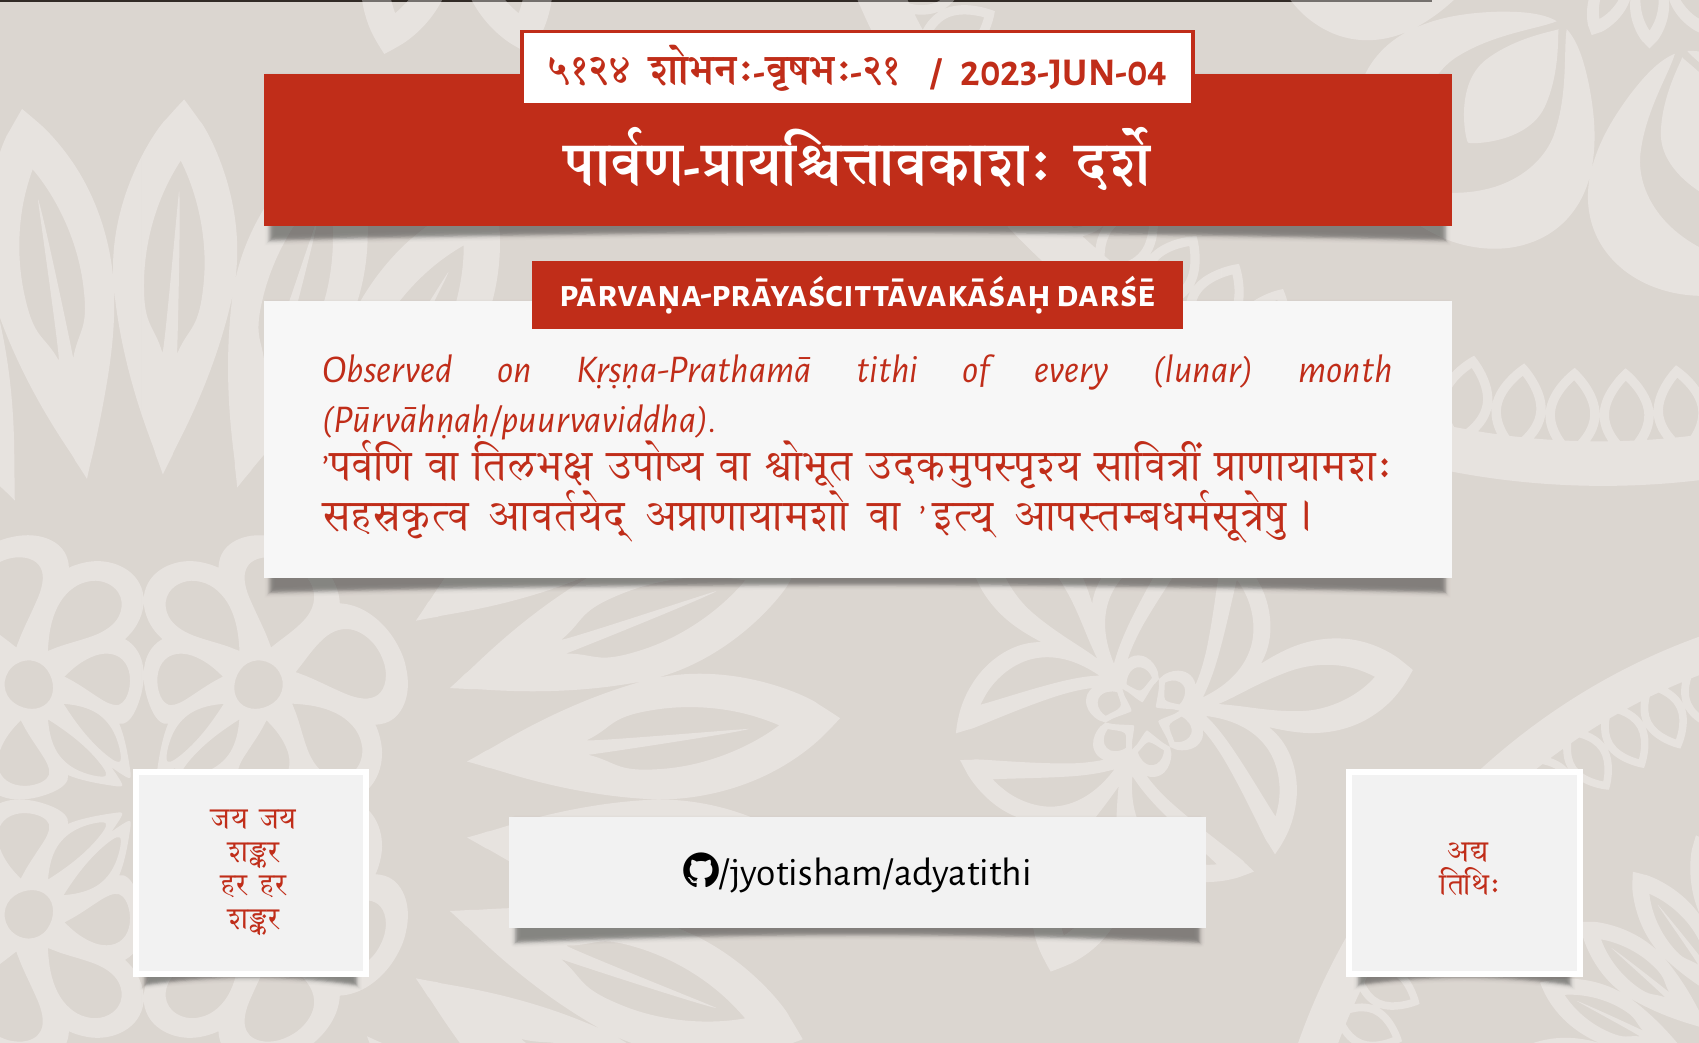 ५१२४ शोभनः-वृषभः-२१ / 2023-JUN-04
पार्वण-प्रायश्चित्तावकाशः दर्शे
PĀRVAṆA-PRĀYAŚCITTĀVAKĀŚAḤ DARŚĒ
Observed on Kṛṣṇa-Prathamā tithi of every (lunar) month
(Pūrvāhṇaḥ/puurvaviddha).
’पर्वणि वा तिलभक्ष उपोष्य वा श्वोभूत उदकमुपस्पृश्य सावित्रीं प्राणायामशः
सहस्रकृत्व आवर्तयेद् अप्राणायामशो वा ’इत्य् आपस्तम्बधर्मसूत्रेषु।
जय जय
शङ्कर
हर हर
शङ्कर
/jyotisham/adyatithi
अद्य
तिथिः